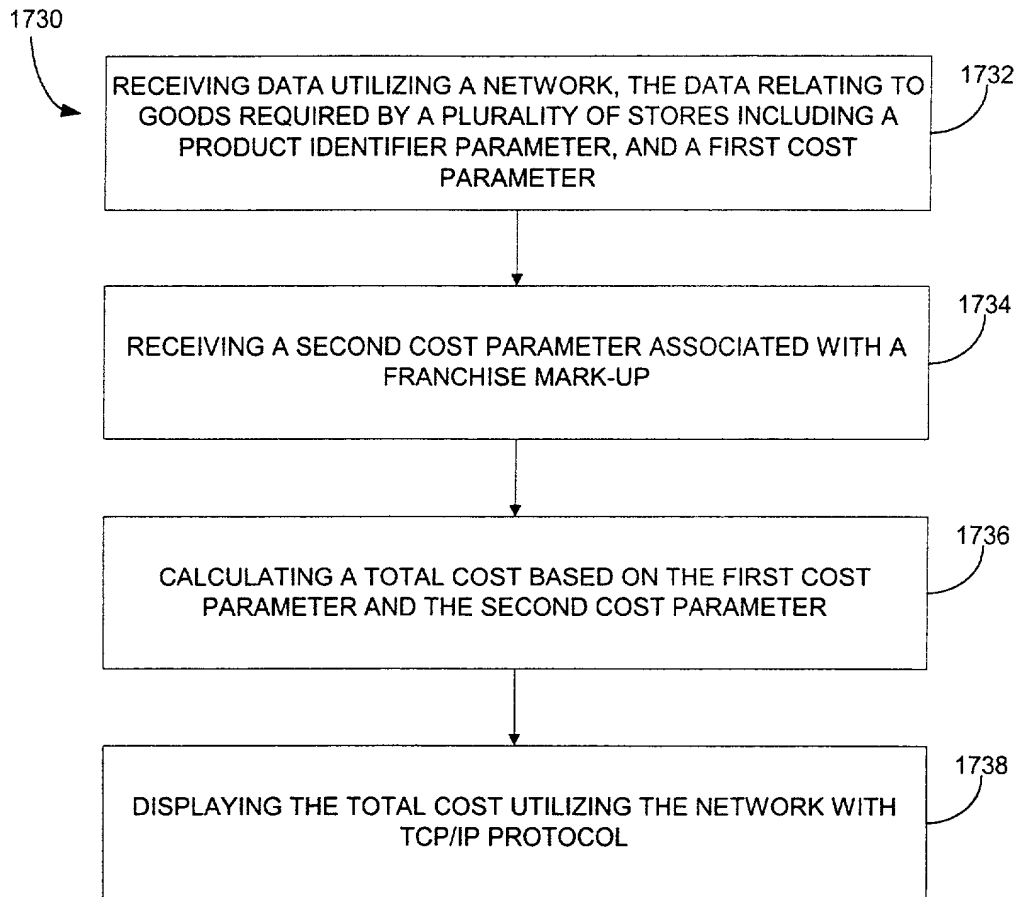 1730
1732
RECEIVING DATA UTILIZING A NETWORK, THE DATA RELATING TO
GOODS REQUIRED BY A PLURALITY OF STORES INCLUDING A
PRODUCT IDENTIFIER PARAMETER, AND A FIRST COST
PARAMETER
1734
RECEIVING A SECOND COST PARAMETER ASSOCIATED WITH A
FRANCHISE MARK-UP
1736
CALCULATING A TOTAL COST BASED ON THE FIRST COST
PARAMETER AND THE SECOND COST PARAMETER
1738
DISPLAYING THE TOTAL COST UTILIZING THE NETWORK WITH
TCP/IP PROTOCOL